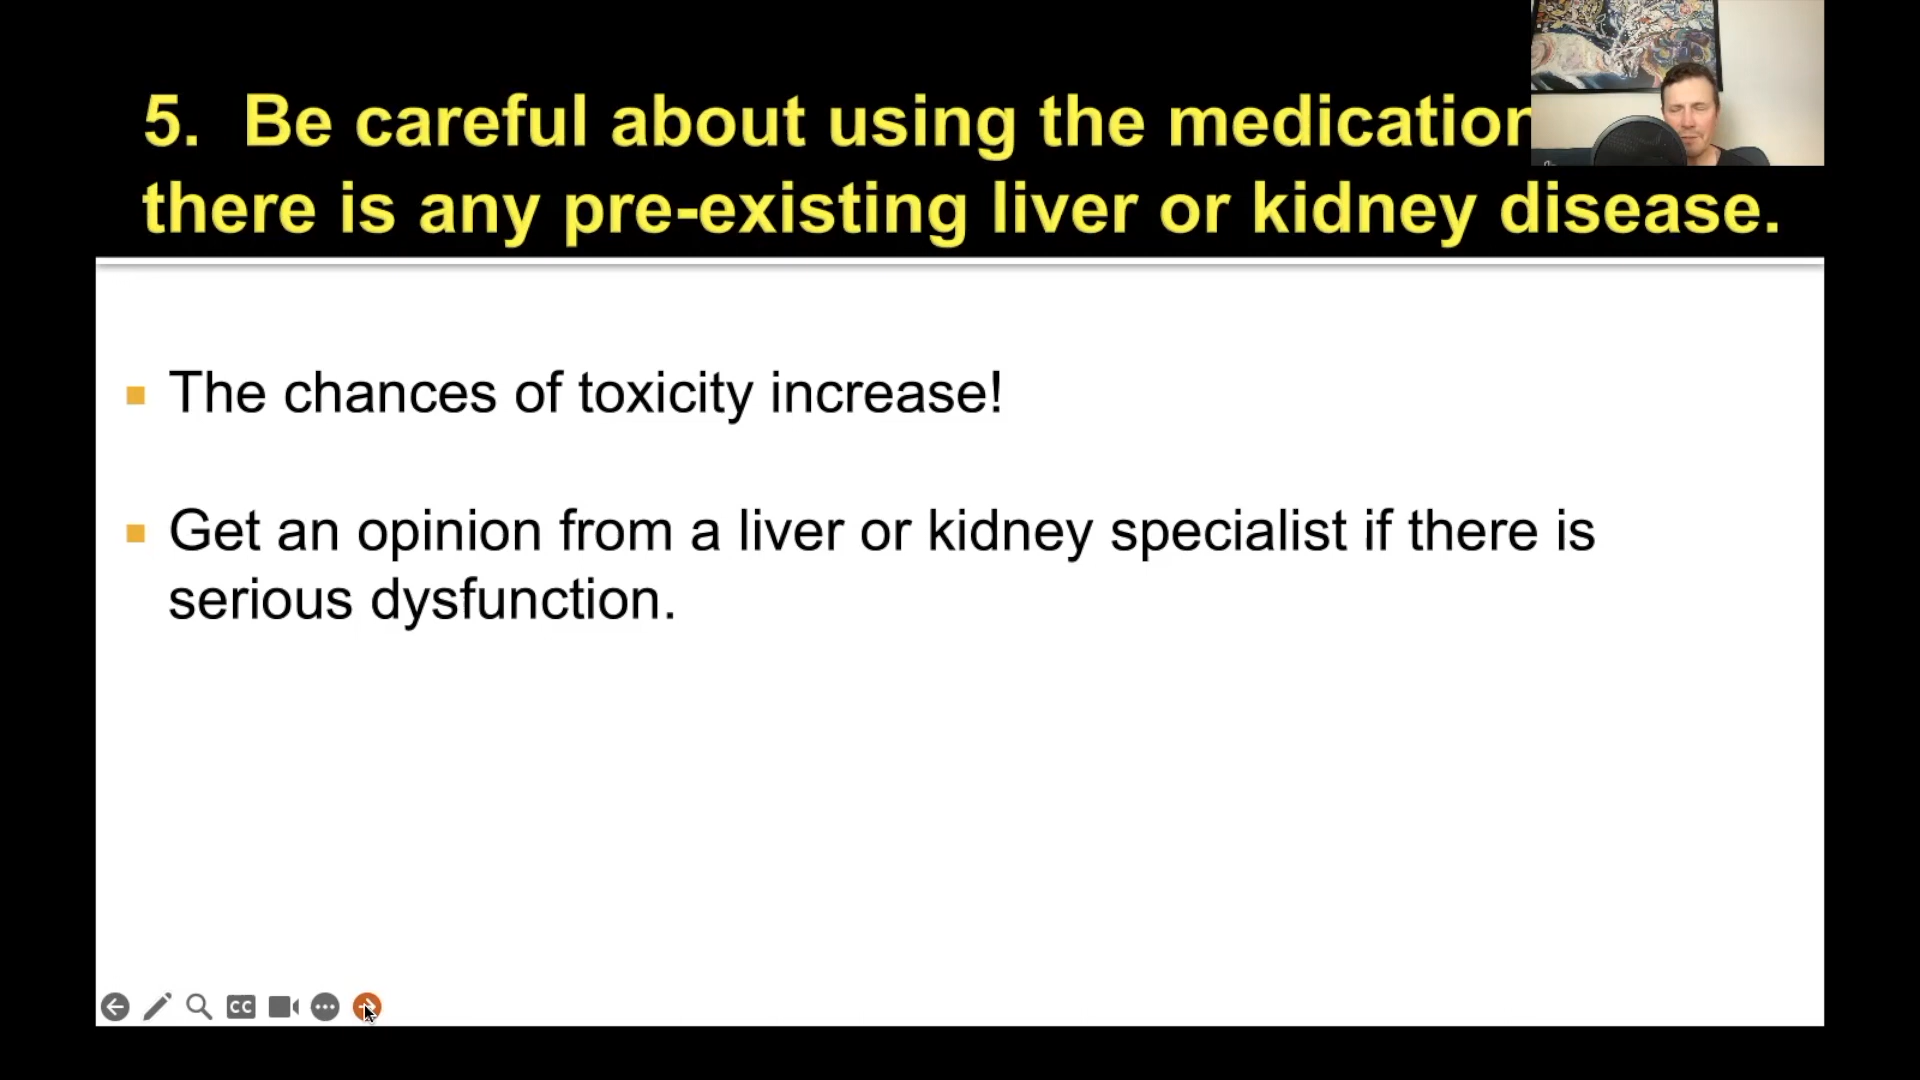 5. Be careful about using the medication
there is any pre-existing liver or kidney disease.
The chances of toxicity increase!
Get an opinion from a liver or kidney specialist if there is
serious dysfunction.
CC